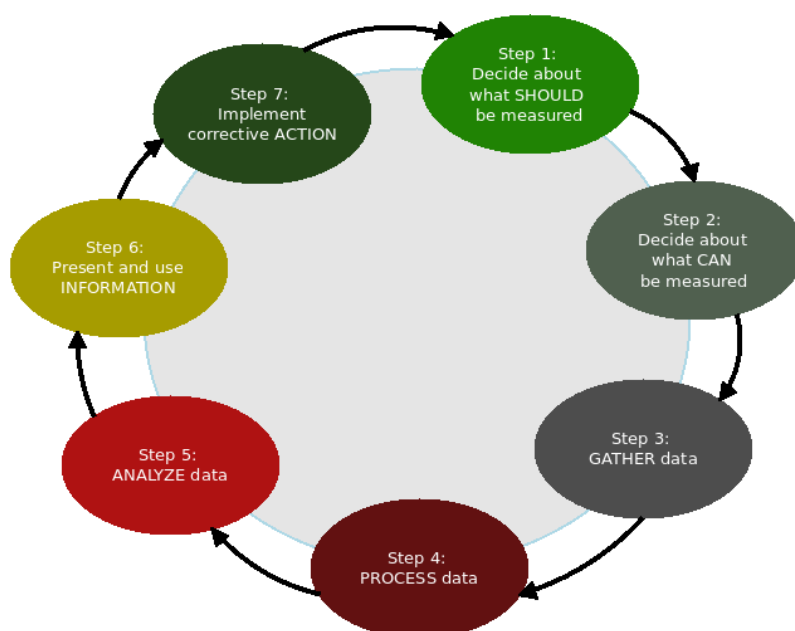 Step 1:
Decide about
what SHOULD
be measured
Step 2:
Decide about
what CAN
be measured
Step 3:
GATHER data
Step 4:
PROCESS data
Step 5:
ANALYZE data
Step 6:
Present and use
INFORMATION
Step 7:
Implement
corrective ACTION